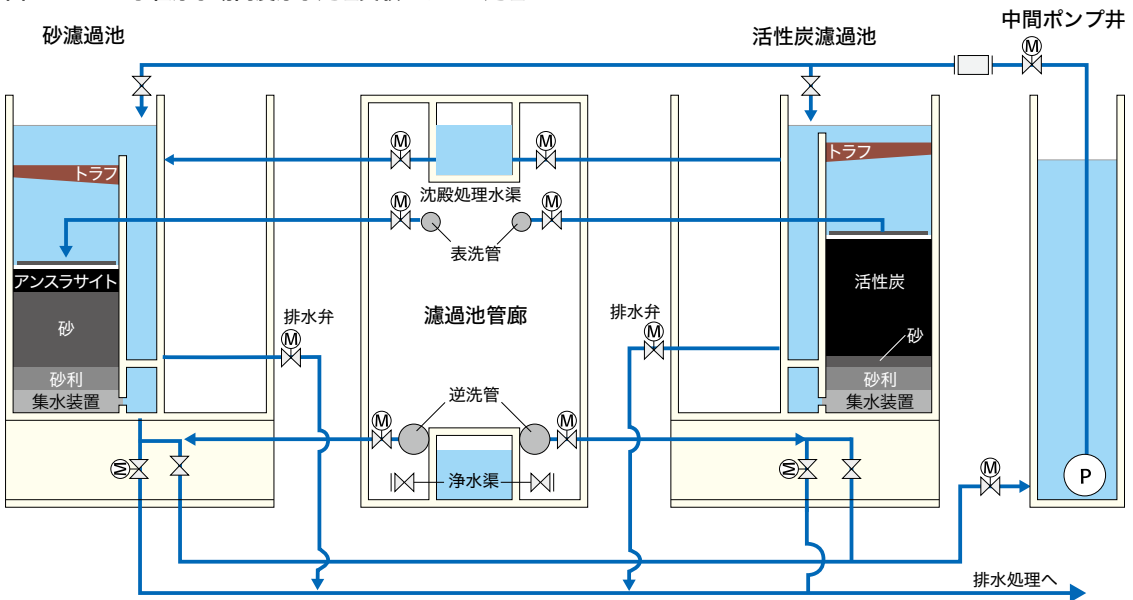 中間ポンプ井
砂濾過池
活性炭濾過池
M
トラフ
M
M
トラフ
沈殿処理水渠
M
M
表洗管
アンスラサイト
活性炭
砂
排水弁
M
濾過池管廊
排水弁
M
砂
砂利
砂利
集水装置
逆洗管
集水装置
M
M
M
浄水渠
M
M
P
排水処理へ